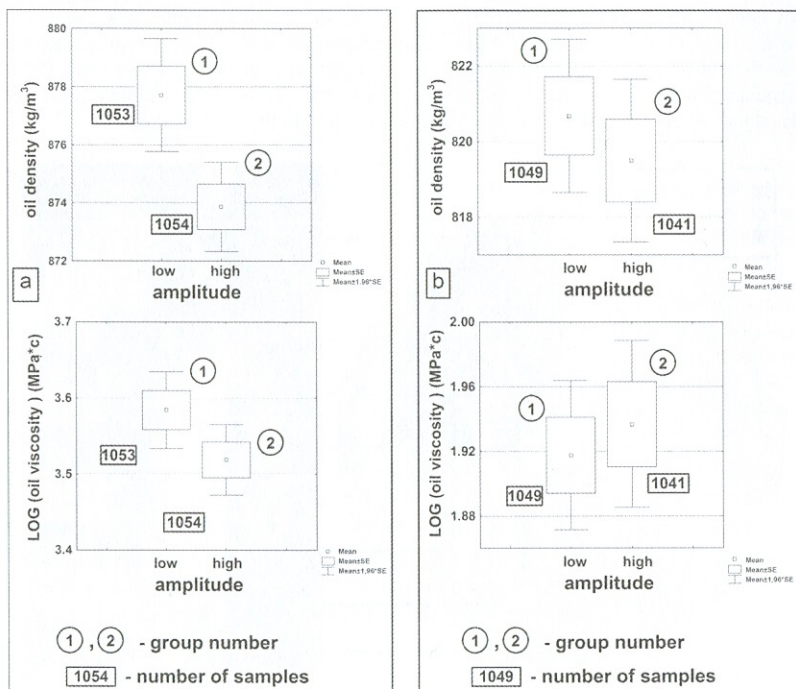 880
878
876
874
872
oil density (kg/m³)
1
1053
2
1054
low high
amplitude
Mean
Mean±SE
Mean±1,96*SE
a
3.7
3.6
3.5
3.4
LOG (oil viscosity ) (MPa*c)
1
1053
2
1054
low high
amplitude
Mean
Mean±SE
Mean±1,96*SE
1 , 2 - group number
1054 - number of samples
822
820
818
oil density (kg/m³)
1
1049
2
1041
low high
amplitude
Mean
Mean±SE
Mean±1,96*SE
b
2.00
1.96
1.92
1.88
LOG (oil viscosity ) (MPa*c)
1
1049
2
1041
low high
amplitude
Mean
Mean±SE
Mean±1,96*SE
1 , 2 - group number
1049 - number of samples